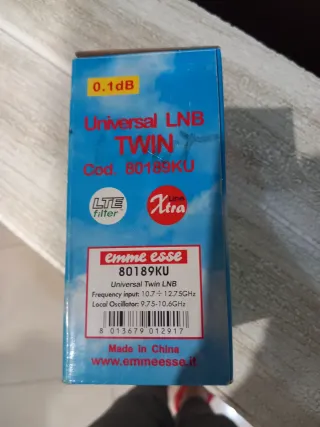 0.1dB
Universal LNB
TWIN
Cod. 80189KU
LTE
filter
Line
Xtra
emme esse
80189KU
Universal Twin LNB
Frequency input: 10.7÷12.75GHz
Local Oscillator: 9.75-10.6GHz
8 013679 012917
Made in China
www.emmeesse.it